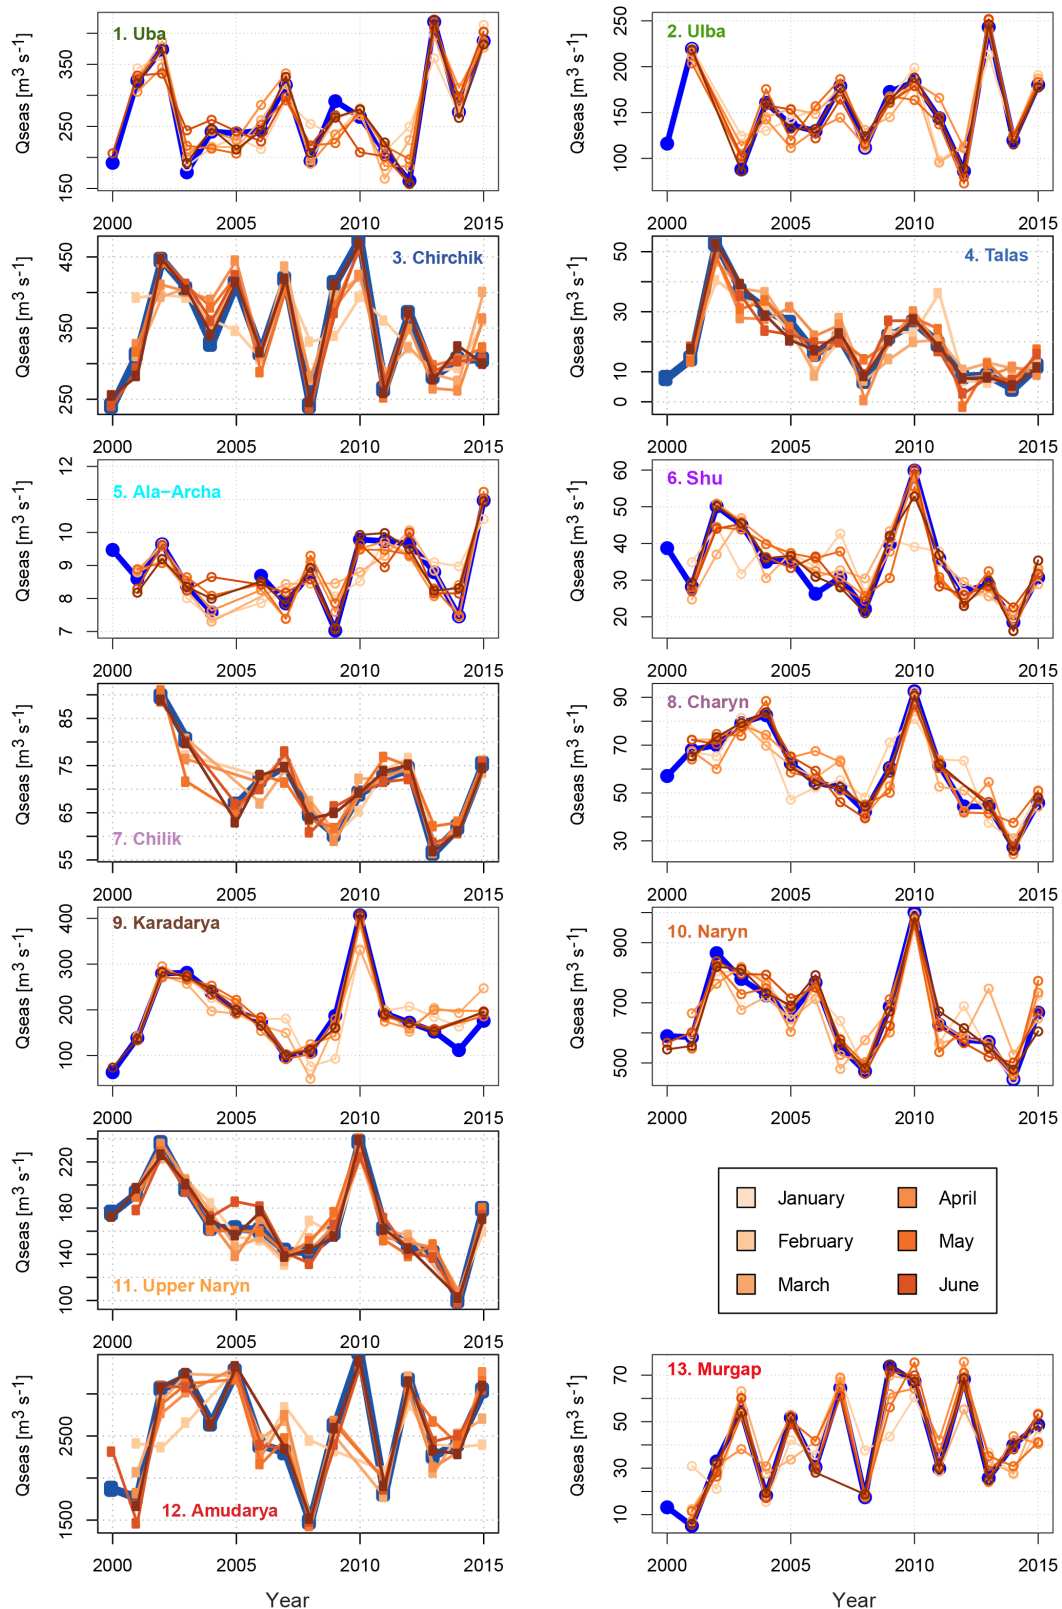 1. Uba
Qseas [m³ s⁻¹]
150 250 350
2000 2005 2010 2015
2. Ulba
Qseas [m³ s⁻¹]
100 150 200 250
2000 2005 2010 2015
3. Chirchik
Qseas [m³ s⁻¹]
250 350 450
2000 2005 2010 2015
4. Talas
Qseas [m³ s⁻¹]
0 10 20 30 50
2000 2005 2010 2015
5. Ala−Archa
Qseas [m³ s⁻¹]
7 8 9 10 11 12
2000 2005 2010 2015
6. Shu
Qseas [m³ s⁻¹]
20 30 40 50 60
2000 2005 2010 2015
7. Chilik
Qseas [m³ s⁻¹]
55 65 75 85
2000 2005 2010 2015
8. Charyn
Qseas [m³ s⁻¹]
30 50 70 90
2000 2005 2010 2015
9. Karadarya
Qseas [m³ s⁻¹]
100 200 300 400
2000 2005 2010 2015
10. Naryn
Qseas [m³ s⁻¹]
500 700 900
2000 2005 2010 2015
11. Upper Naryn
Qseas [m³ s⁻¹]
100 140 180 220
2000 2005 2010 2015
January
February
March
April
May
June
12. Amudarya
Qseas [m³ s⁻¹]
1500 2500
2000 2005 2010 2015
Year
13. Murgap
Qseas [m³ s⁻¹]
10 30 50 70
2000 2005 2010 2015
Year